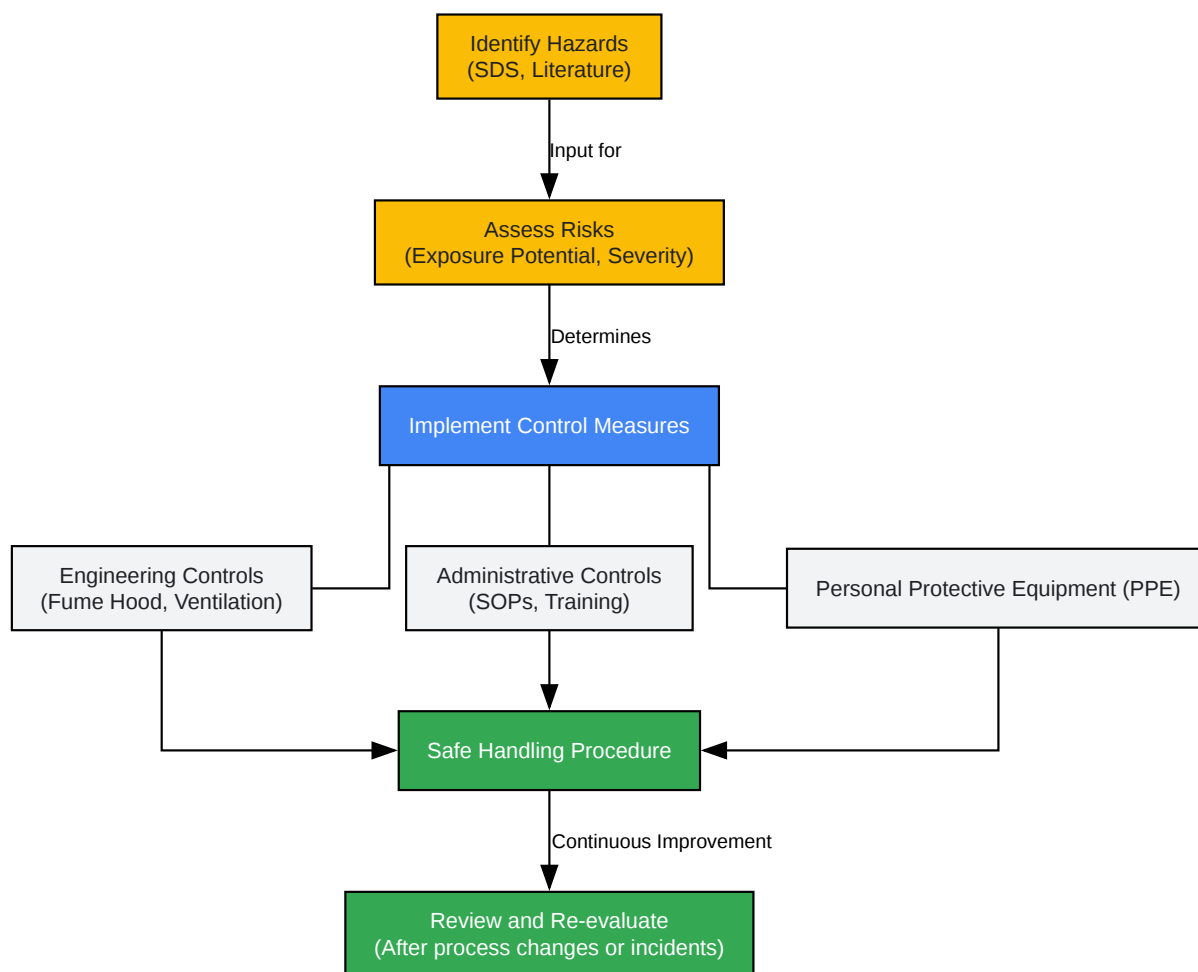 Identify Hazards
(SDS, Literature)
Input for
Assess Risks
(Exposure Potential, Severity)
Determines
Implement Control Measures
Engineering Controls
(Fume Hood, Ventilation)
Administrative Controls
(SOPs, Training)
Personal Protective Equipment (PPE)
Safe Handling Procedure
Continuous Improvement
Review and Re-evaluate
(After process changes or incidents)